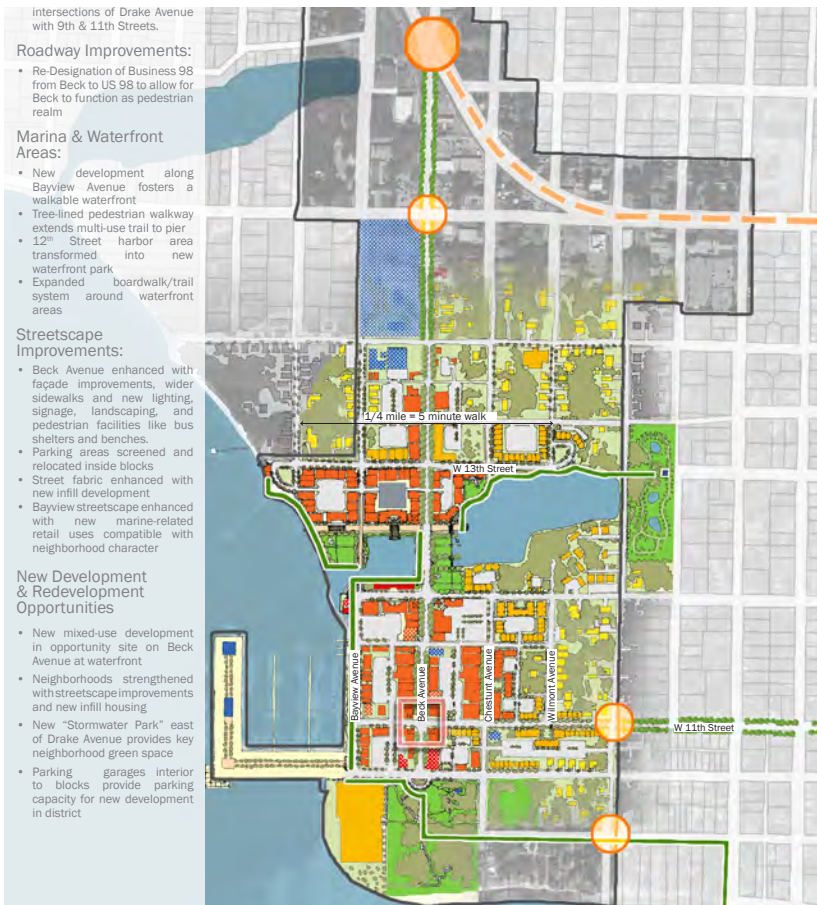 intersections of Drake Avenue
with 9th & 11th Streets.
Roadway Improvements:
• Re-Designation of Business 98
from Beck to US 98 to allow for
Beck to function as pedestrian
realm
Marina & Waterfront
Areas:
• New development along
Bayview Avenue fosters a
walkable waterfront
• Tree-lined pedestrian walkway
extends multi-use trail to pier
• 12th Street harbor area
transformed into new
waterfront park
• Expanded boardwalk/trail
system around waterfront
areas
Streetscape
Improvements:
• Beck Avenue enhanced with
façade improvements, wider
sidewalks and new lighting,
signage, landscaping, and
pedestrian facilities like bus
shelters and benches.
• Parking areas screened and
relocated inside blocks
• Street fabric enhanced with
new infill development
• Bayview streetscape enhanced
with new marine-related
retail uses compatible with
neighborhood character
New Development
& Redevelopment
Opportunities
• New mixed-use development
in opportunity site on Beck
Avenue at waterfront
• Neighborhoods strengthened
with streetscape improvements
and new infill housing
• New “Stormwater Park” east
of Drake Avenue provides key
neighborhood green space
• Parking garages interior
to blocks provide parking
capacity for new development
in district
1/4 mile = 5 minute walk
W 13th Street
Bayview Avenue
Beck Avenue
Chestunt Avenue
Wilmont Avenue
W 11th Street